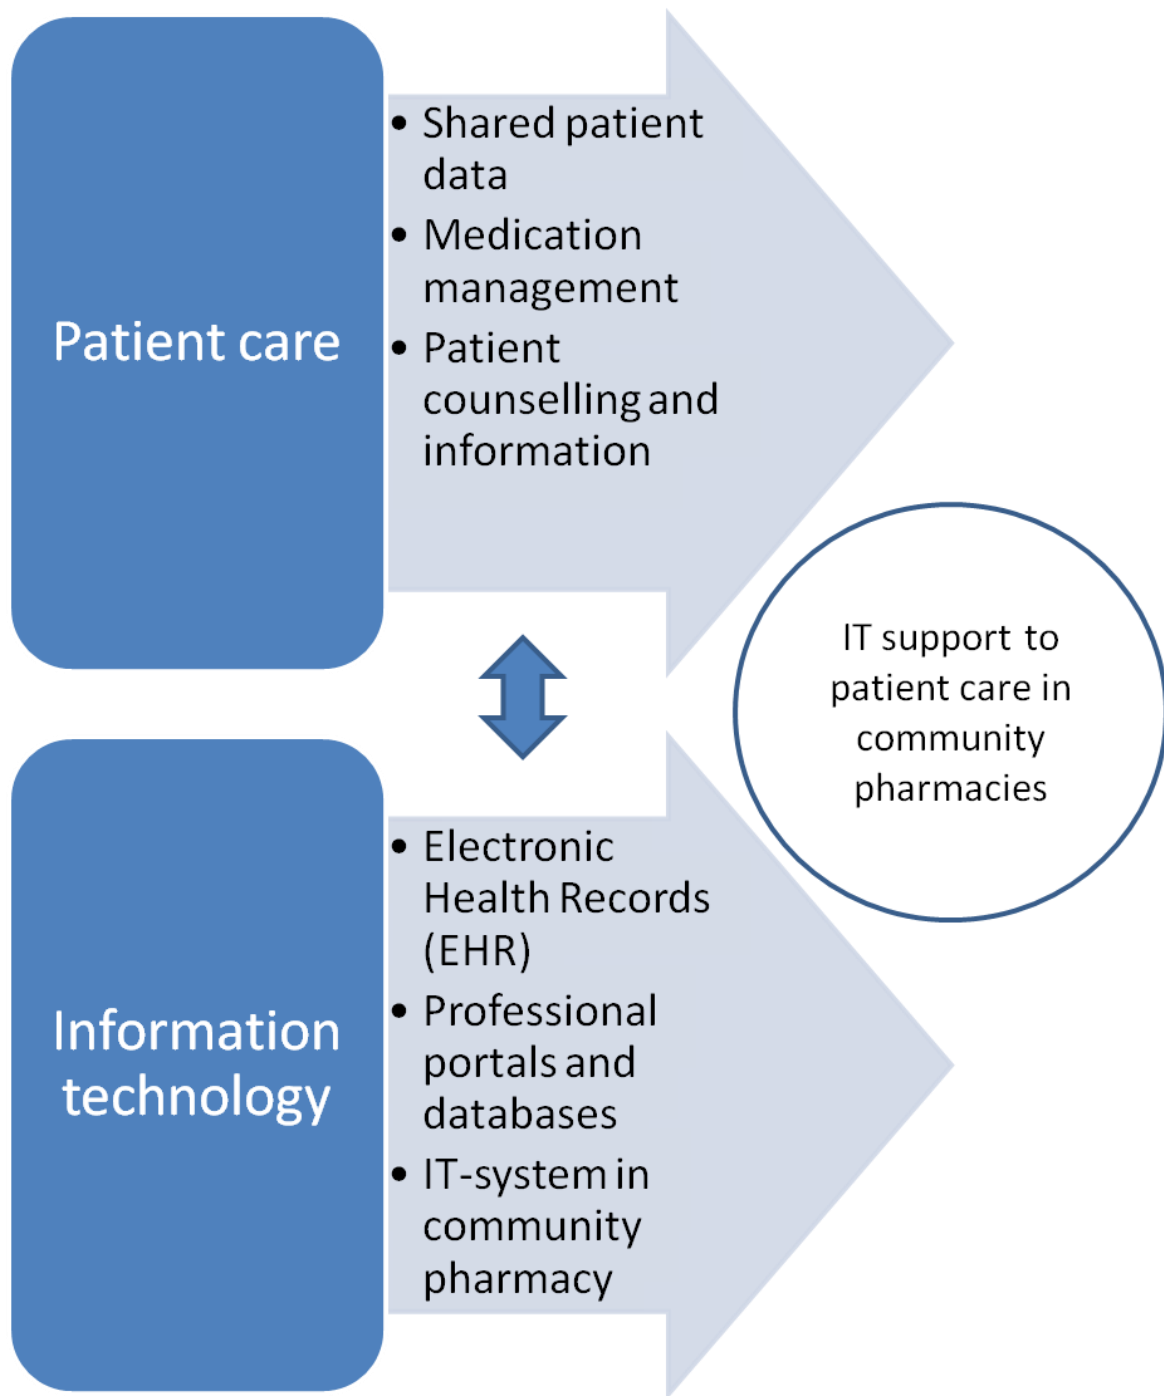 Patient care
• Shared patient
data
• Medication
management
• Patient
counselling and
information
IT support to
patient care in
community
pharmacies
Information
technology
• Electronic
Health Records
(EHR)
• Professional
portals and
databases
• IT-system in
community
pharmacy